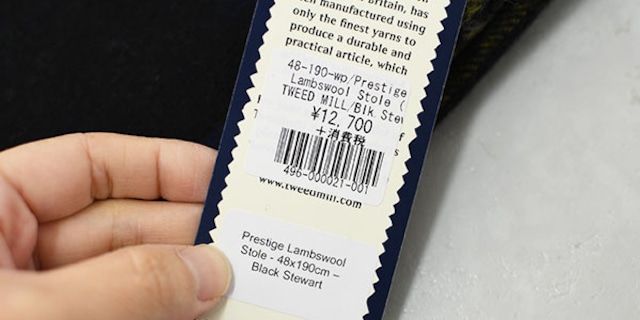 Britain, has
manufactured using
only the finest yarns to
produce a durable and
practical article, which
48-190-wp/Prestige
Lambswool Stole (
TWEED MILL/Blk Stew
¥12,700
+消費税
496-000021-001
of
www.tweedmill.com
Prestige Lambswool
Stole - 48x190cm –
Black Stewart